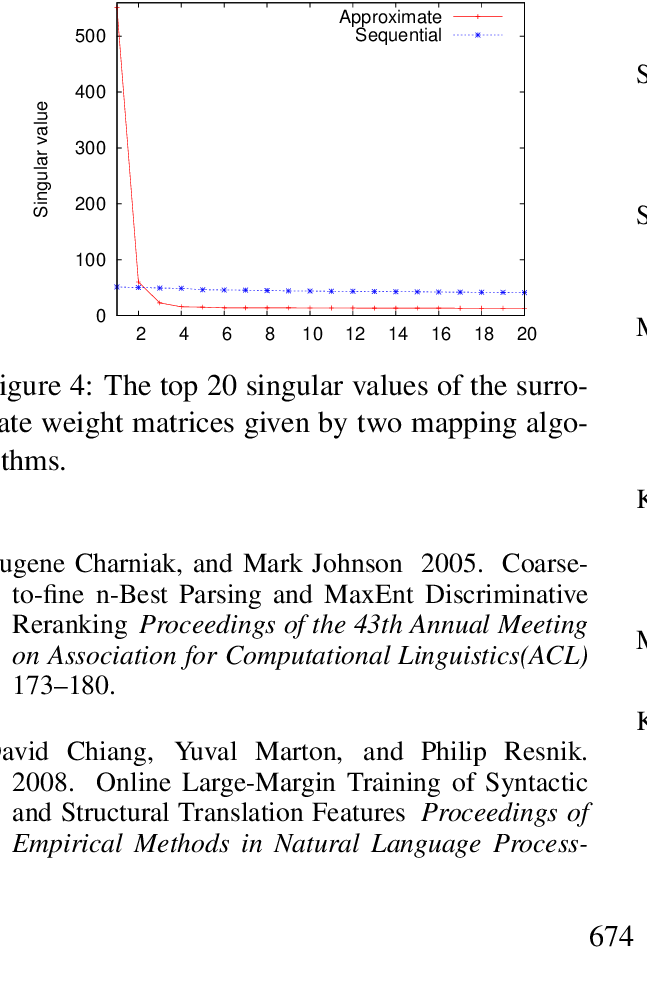 Approximate
Sequential
500
400
300
200
100
0
Singular value
2 4 6 8 10 12 14 16 18 20
igure 4: The top 20 singular values of the surro-
ate weight matrices given by two mapping algo-
thms.
ugene Charniak, and Mark Johnson 2005. Coarse-
to-fine n-Best Parsing and MaxEnt Discriminative
Reranking Proceedings of the 43th Annual Meeting
on Association for Computational Linguistics(ACL)
173–180.
avid Chiang, Yuval Marton, and Philip Resnik.
2008. Online Large-Margin Training of Syntactic
and Structural Translation Features Proceedings of
Empirical Methods in Natural Language Process-
S
S
M
K
M
K
674